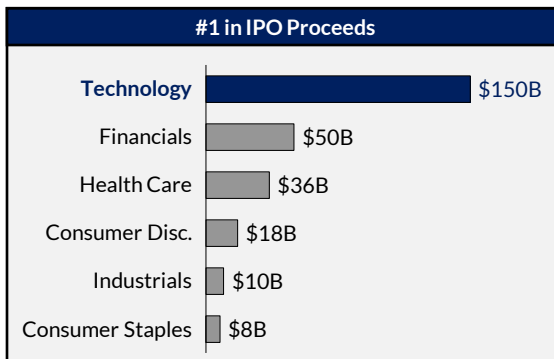 #1 in IPO Proceeds
Technology $150B
Financials $50B
Health Care $36B
Consumer Disc. $18B
Industrials $10B
Consumer Staples $8B